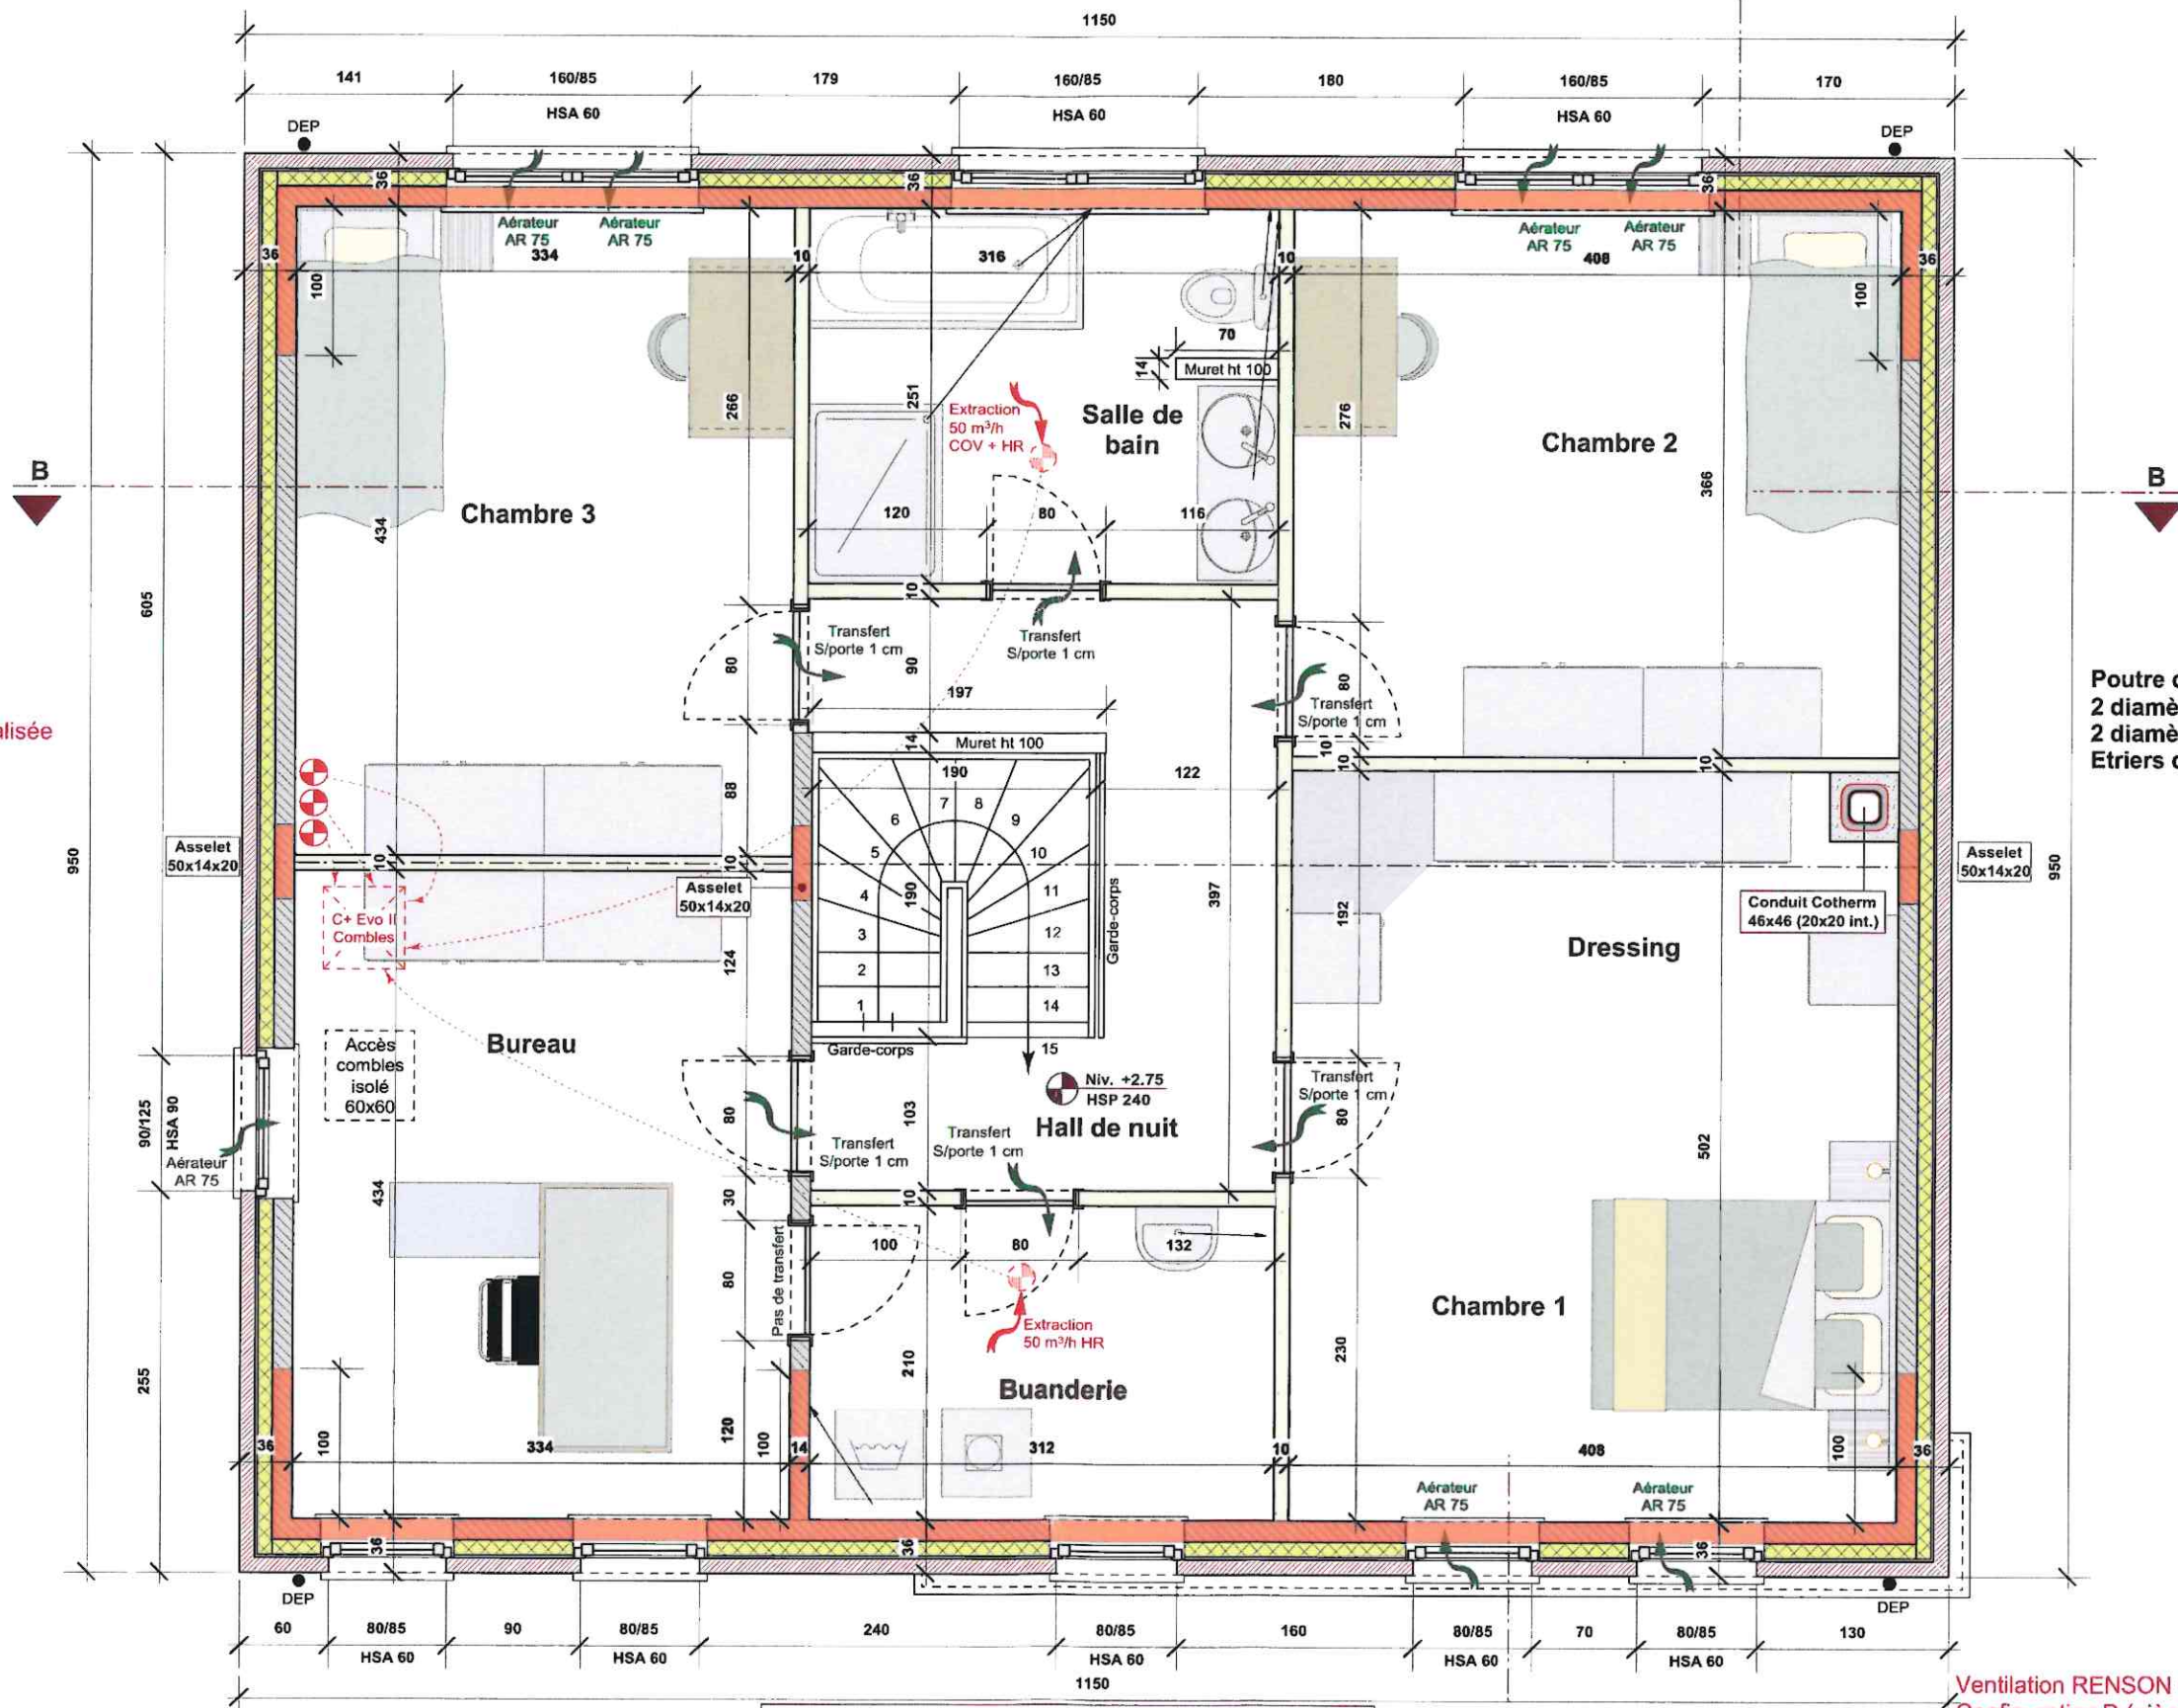 1150
141
160/85
179
160/85
180
160/85
170
HSA 60
HSA 60
HSA 60
DEP
DEP
36
36
36
Aérateur
AR 75
Aérateur
AR 75
Aérateur
AR 75
Aérateur
AR 75
36
334
10
316
10
408
36
100
100
70
14
Muret ht 100
266
251
276
Extraction
50 m³/h
COV + HR
Salle de
bain
Chambre 2
B
B
366
434
Chambre 3
120
80
116
10
605
Transfert
S/porte 1 cm
Transfert
S/porte 1 cm
80
90
80
Transfert
S/porte 1 cm
197
Poutre
2 diam
2 diam
Etriers
alisée
14
Muret ht 100
10
10
10
190
122
88
7
8
6
9
5
10
4
11
3
12
2
13
1
14
15
190
397
Garde-corps
Asselet
50x14x20
950
10
10
Asselet
50x14x20
Asselet
50x14x20
950
C+ Evo II
Combles
192
Conduit Cotherm
46x46 (20x20 int.)
Dressing
124
Bureau
Accès
combles
isolé
60x60
Garde-corps
Niv. +2.75
HSP 240
Hall de nuit
Transfert
S/porte 1 cm
80
90/125
HSA 90
Aérateur
AR 75
80
103
Transfert
S/porte 1 cm
Transfert
S/porte 1 cm
502
434
30
10
100
80
132
80
Pas de transfert
Extraction
50 m³/h HR
Chambre 1
230
255
210
Buanderie
120
100
100
100
36
334
14
312
10
408
36
Aérateur
AR 75
Aérateur
AR 75
36
36
36
DEP
DEP
60
80/85
90
80/85
240
80/85
160
80/85
70
80/85
130
HSA 60
HSA 60
HSA 60
HSA 60
HSA 60
1150
Ventilation RENSON